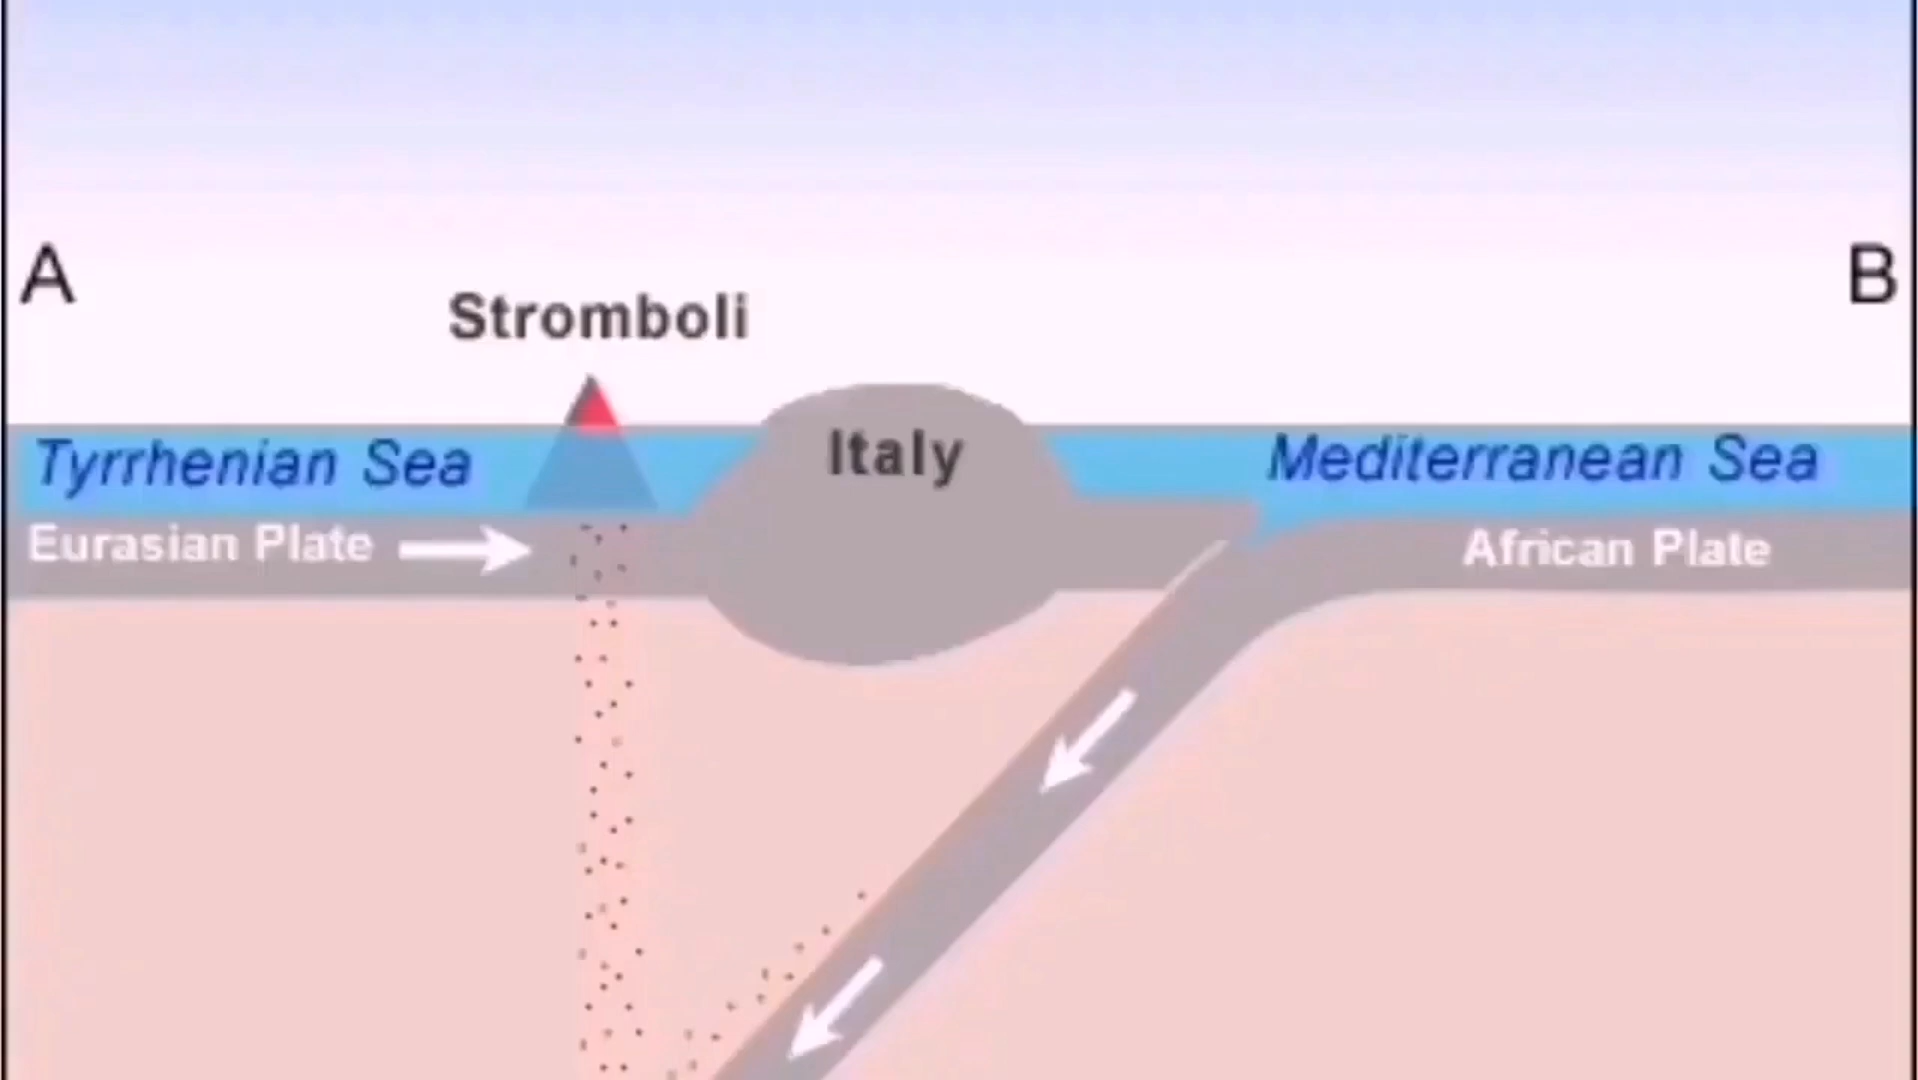 A
B
Stromboli
Italy
Tyrrhenian Sea
Mediterranean Sea
Eurasian Plate
African Plate